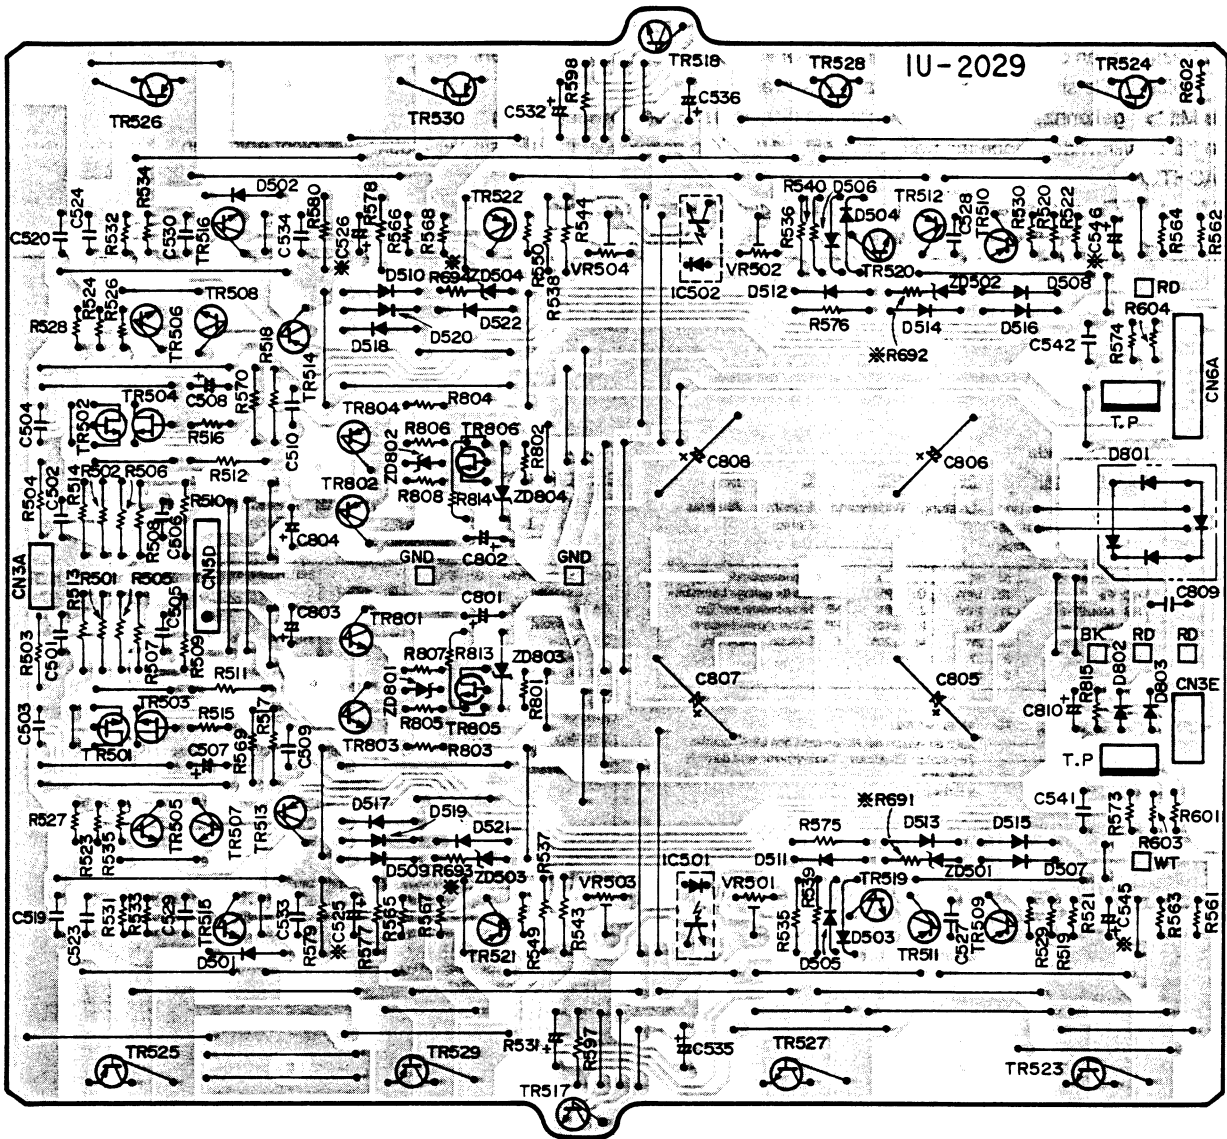 TR518
IU-2029
TR526
TR530
C532
R598
C536
TR528
TR524
R602
C520
C524
R532
R534
C530
TR516
D502
C534
R580
※C526
R578
R566
R568
TR522
R550
R538
R544
VR504
IC502
VR502
R536
R540
D506
D504
TR520
TR512
C528
TR510
R530
R520
R522
※C546
R564
R562
R528
R524
R526
TR506
TR508
R518
TR514
D510
R694
※
ZD504
D518
D520
D522
D512
R576
※R692
D514
ZD502
D516
D508
RD
C542
R574
R604
CN6A
C504
TR502
TR504
C508
R516
R570
C510
TR804
R804
R806
TR806
ZD802
R808
R814
R802
ZD804
C808
C806
T.P
D801
R504
C502
R514
R502
R506
R512
R508
C506
R510
C804
TR802
C802
CN3A
CN5D
GND
GND
C809
R513
R501
R505
R503
C501
R507
C505
R509
R511
C803
TR801
C801
R807
R813
ZD803
ZD801
R805
TR805
R801
C807
C805
BK
RD
RD
D802
D803
R815
C810
CN3E
C503
TR501
TR503
R515
C507
R569
R517
C509
TR803
R803
T.P
R527
R523
R535
TR505
TR507
TR513
D517
D519
D521
D509
R693
※
ZD503
R537
※R691
R575
D513
D515
D511
ZD501
D507
C541
R573
R601
R603
WT
C519
C523
R531
R533
C529
TR515
D501
C533
R579
※C525
R577
R565
R567
TR521
R549
R543
VR503
IC501
VR501
R535
R539
D505
D503
TR519
TR511
C527
TR509
R529
R519
R521
※C545
R563
R561
TR525
TR529
R531
R597
C535
TR527
TR523
TR517